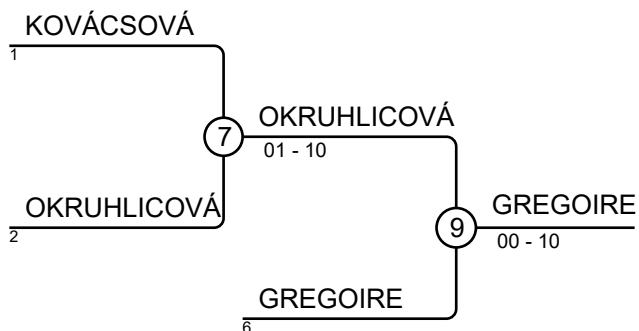 KOVÁCSOVÁ
1
7
OKRUHLICOVÁ
01 - 10
OKRUHLICOVÁ
2
9
GREGOIRE
00 - 10
GREGOIRE
6